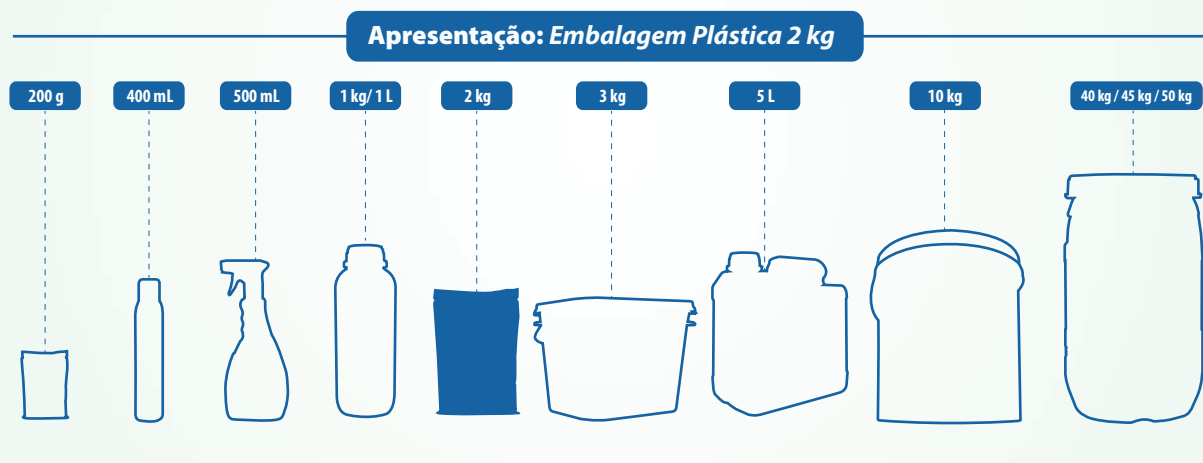 Apresentação: Embalagem Plástica 2 kg
200 g
400 mL
500 mL
1 kg/ 1 L
2 kg
3 kg
5 L
10 kg
40 kg / 45 kg / 50 kg